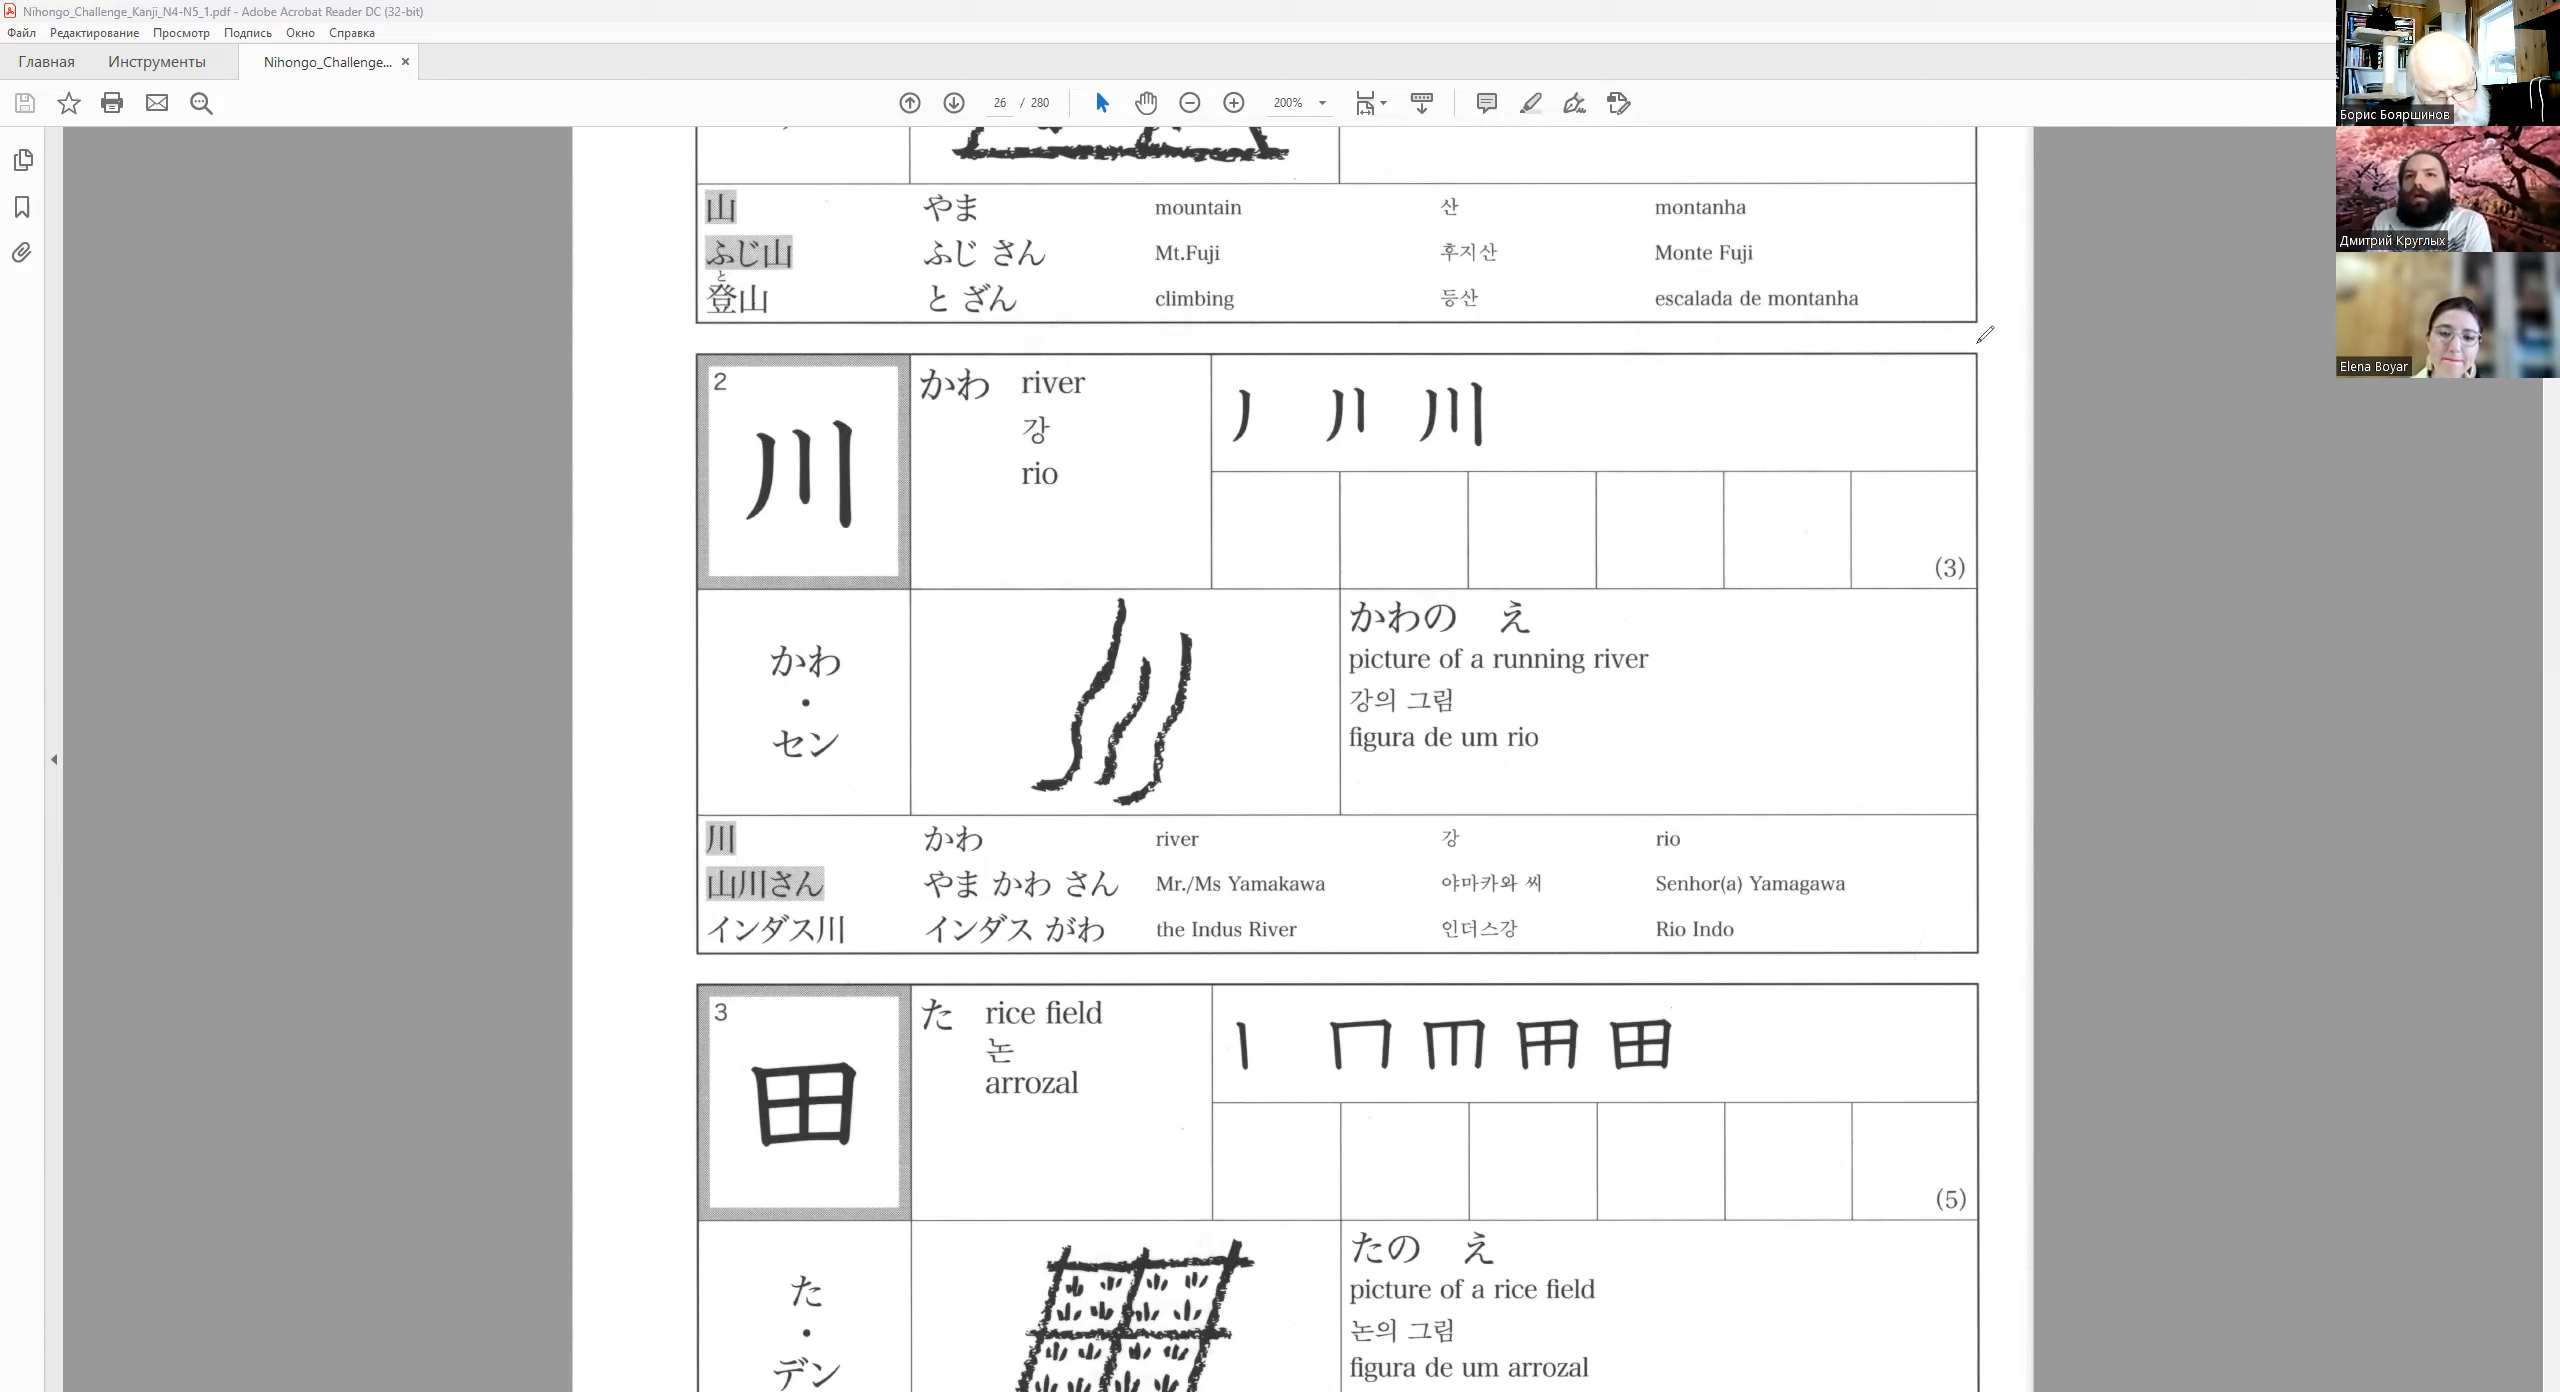 Nihongo_Challenge_Kanji_N4-N5_1.pdf - Adobe Acrobat Reader DC (32-bit)
Файл Редактирование Просмотр Подпись Окно Справка
Главная Инструменты Nihongo_Challenge... ×
26 / 280 200%
Борис Бояршинов
Дмитрий Круглых
Elena Boyar
山 やま mountain 산 montanha
ふじ山 ふじ さん Mt.Fuji 후지산 Monte Fuji
と
登山 と ざん climbing 등산 escalada de montanha
2
川
かわ river
강
rio
丿 川
(3)
かわ
・
セン
かわの え
picture of a running river
강의 그림
figura de um rio
川 かわ river 강 rio
山川さん やま かわ さん Mr./Ms Yamakawa 야마카와 씨 Senhor(a) Yamagawa
インダス川 インダス がわ the Indus River 인더스강 Rio Indo
3
田
た rice field
논
arrozal
田
(5)
た
・
デン
たの え
picture of a rice field
논의 그림
figura de um arrozal